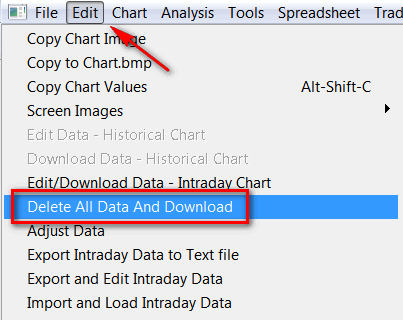 File Edit Chart Analysis Tools Spreadsheet Trad
Copy Chart Image
Copy to Chart.bmp
Copy Chart Values Alt-Shift-C
Screen Images
Edit Data - Historical Chart
Download Data - Historical Chart
Edit/Download Data - Intraday Chart
Delete All Data And Download
Adjust Data
Export Intraday Data to Text file
Export and Edit Intraday Data
Import and Load Intraday Data